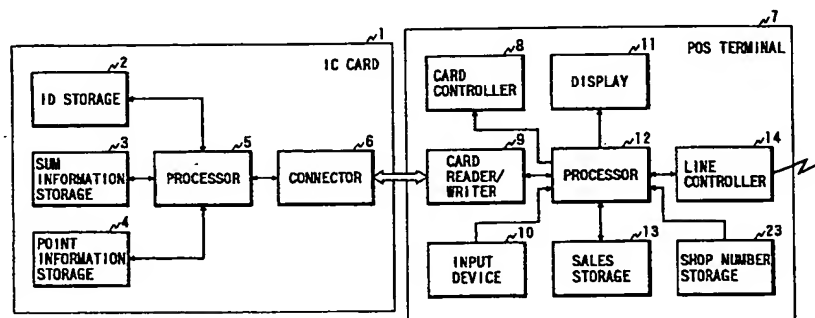 1
IC CARD
2
ID STORAGE
3
SUM
INFORMATION
STORAGE
4
POINT
INFORMATION
STORAGE
5
PROCESSOR
6
CONNECTOR
7
POS TERMINAL
8
CARD
CONTROLLER
11
DISPLAY
9
CARD
READER/
WRITER
12
PROCESSOR
14
LINE
CONTROLLER
10
INPUT
DEVICE
13
SALES
STORAGE
23
SHOP NUMBER
STORAGE